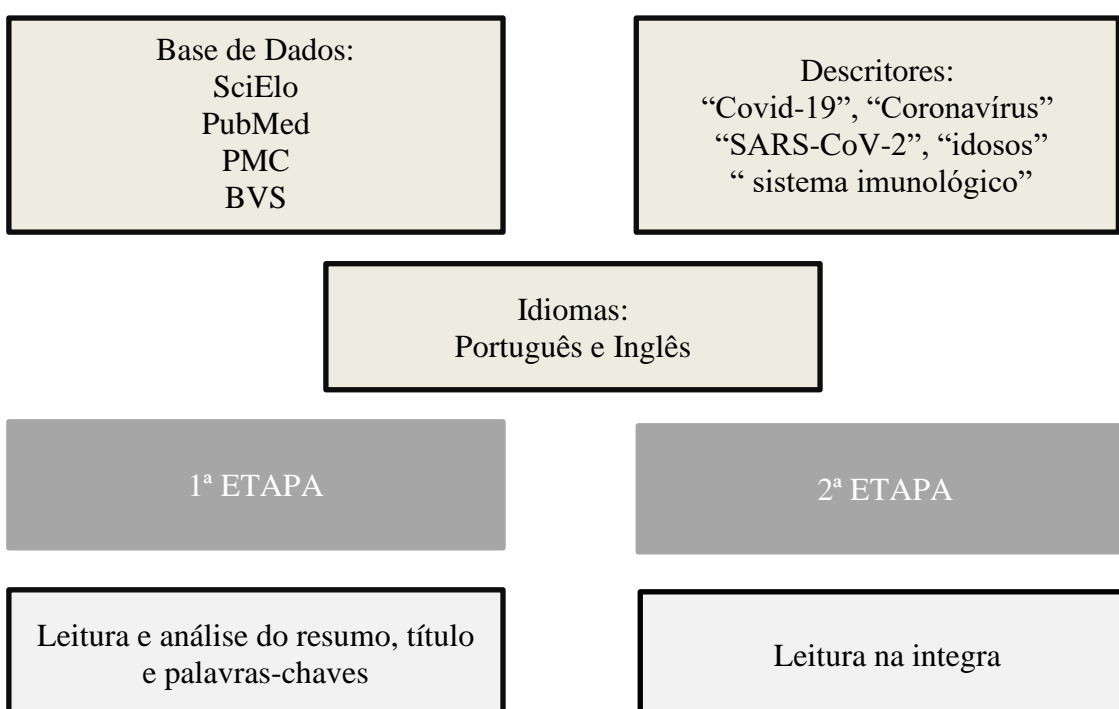 Base de Dados:
SciElo
PubMed
PMC
BVS
Descritores:
“Covid-19”, “Coronavírus”
“SARS-CoV-2”, “idosos”
“ sistema imunológico”
Idiomas:
Português e Inglês
1ª ETAPA
2ª ETAPA
Leitura e análise do resumo, título
e palavras-chaves
Leitura na integra